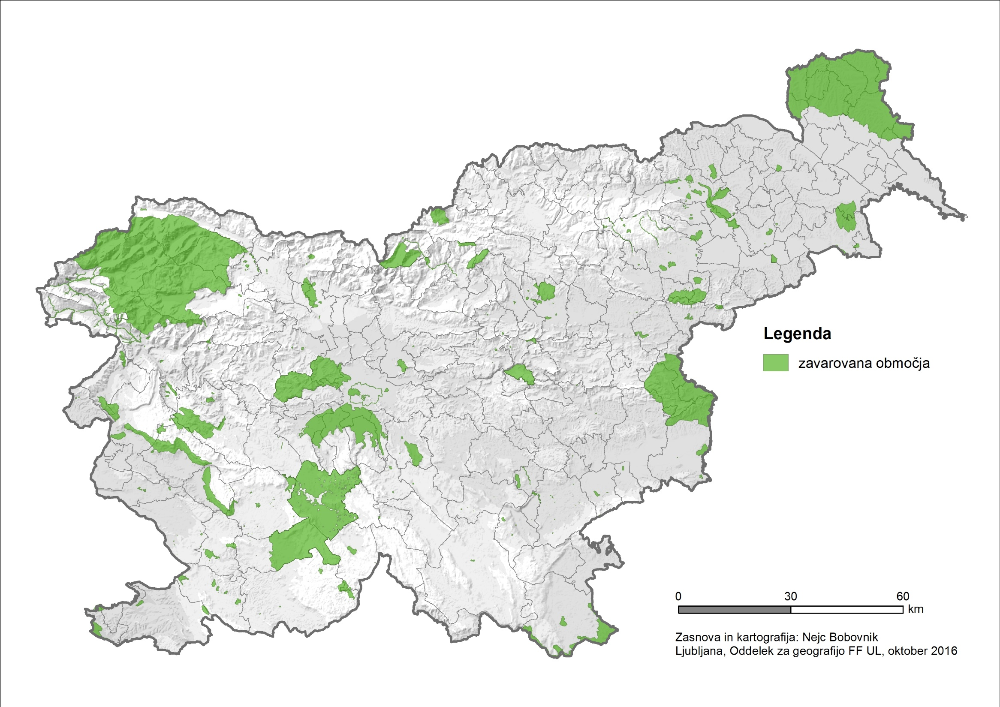 Legenda
zavarovana območja
0 30 60
km
Zasnova in kartografija: Nejc Bobovnik
Ljubljana, Oddelek za geografijo FF UL, oktober 2016